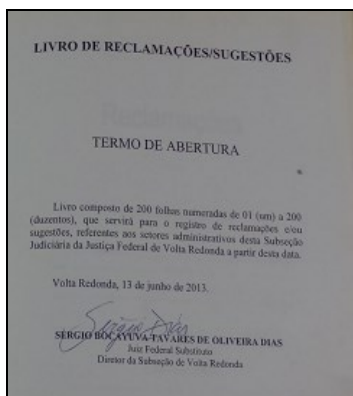 LIVRO DE RECLAMAÇÕES/SUGESTÕES
TERMO DE ABERTURA
Livro composto de 200 folhas numeradas de 01 (um) a 200
(duzentos), que servirá para o registro de reclamações e/ou
sugestões, referentes aos setores administrativos desta Subseção
Judiciária da Justiça Federal de Volta Redonda a partir desta data.
Volta Redonda, 13 de junho de 2013.
SÉRGIO BOCAYUVA TAVARES DE OLIVEIRA DIAS
Juiz Federal Substituto
Diretor da Subseção de Volta Redonda